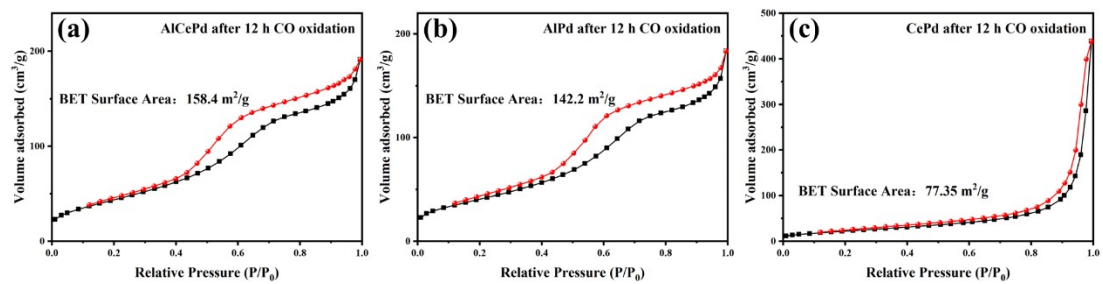 (a)
AlCePd after 12 h CO oxidation
BET Surface Area：158.4 m²/g
Volume adsorbed (cm³/g)
200
100
0
0.0 0.2 0.4 0.6 0.8 1.0
Relative Pressure (P/P₀)
(b)
AlPd after 12 h CO oxidation
BET Surface Area：142.2 m²/g
Volume adsorbed (cm³/g)
200
100
0
0.0 0.2 0.4 0.6 0.8 1.0
Relative Pressure (P/P₀)
(c)
CePd after 12 h CO oxidation
BET Surface Area：77.35 m²/g
Volume adsorbed (cm³/g)
500
400
300
200
100
0
0.0 0.2 0.4 0.6 0.8 1.0
Relative Pressure (P/P₀)